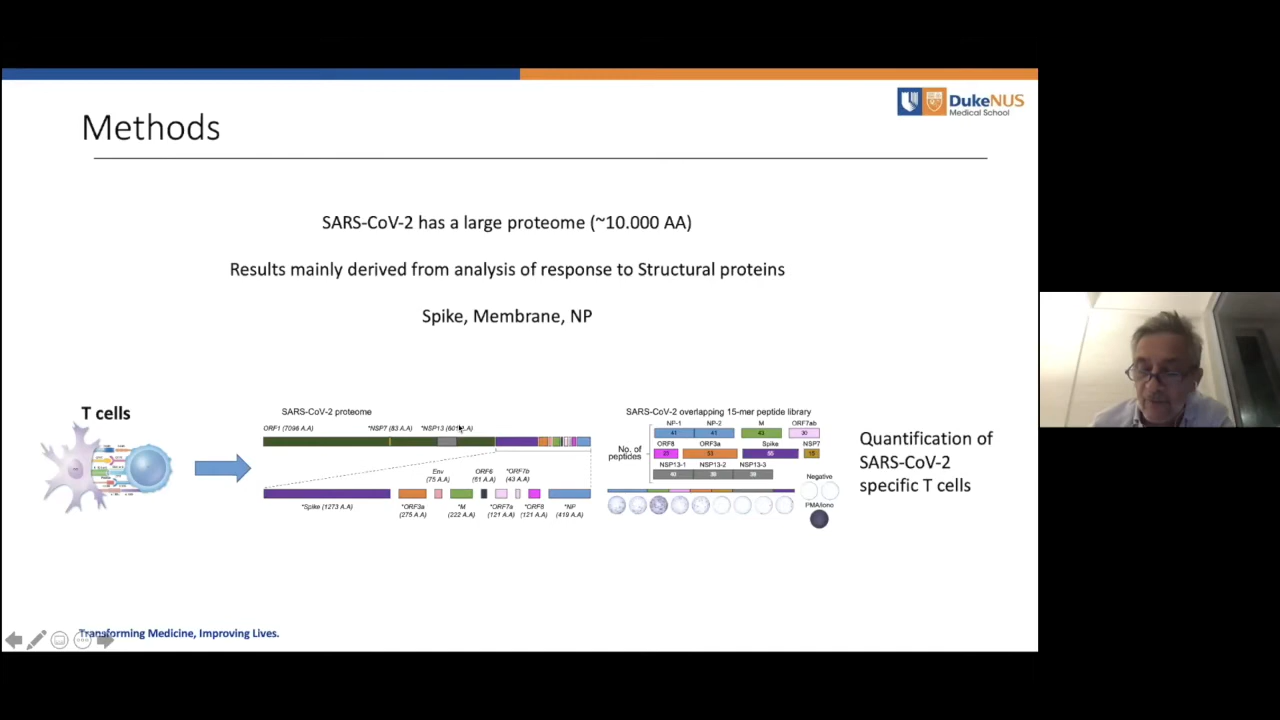 DukeNUS
Medical School
Methods
SARS-CoV-2 has a large proteome (~10.000 AA)
Results mainly derived from analysis of response to Structural proteins
Spike, Membrane, NP
T cells
SARS-CoV-2 proteome
ORF1 (7096 A.A) *NSP7 (83 A.A) *NSP13 (601 A.A)
Env
(75 A.A)
ORF6
(61 A.A)
*ORF7b
(43 A.A)
*Spike (1273 A.A)
*ORF3a
(275 A.A)
*M
(222 A.A)
*ORF7a
(121 A.A)
*ORF8
(121 A.A)
*NP
(419 A.A)
SARS-CoV-2 overlapping 15-mer peptide library
No. of
peptides
NP-1 NP-2 M ORF7ab
41 41 43 30
ORF8 ORF3a Spike NSP7
53 15
NSP13-1 NSP13-2 NSP13-3
40
Negative
PMA/iono
Quantification of
SARS-CoV-2
specific T cells
Transforming Medicine, Improving Lives.